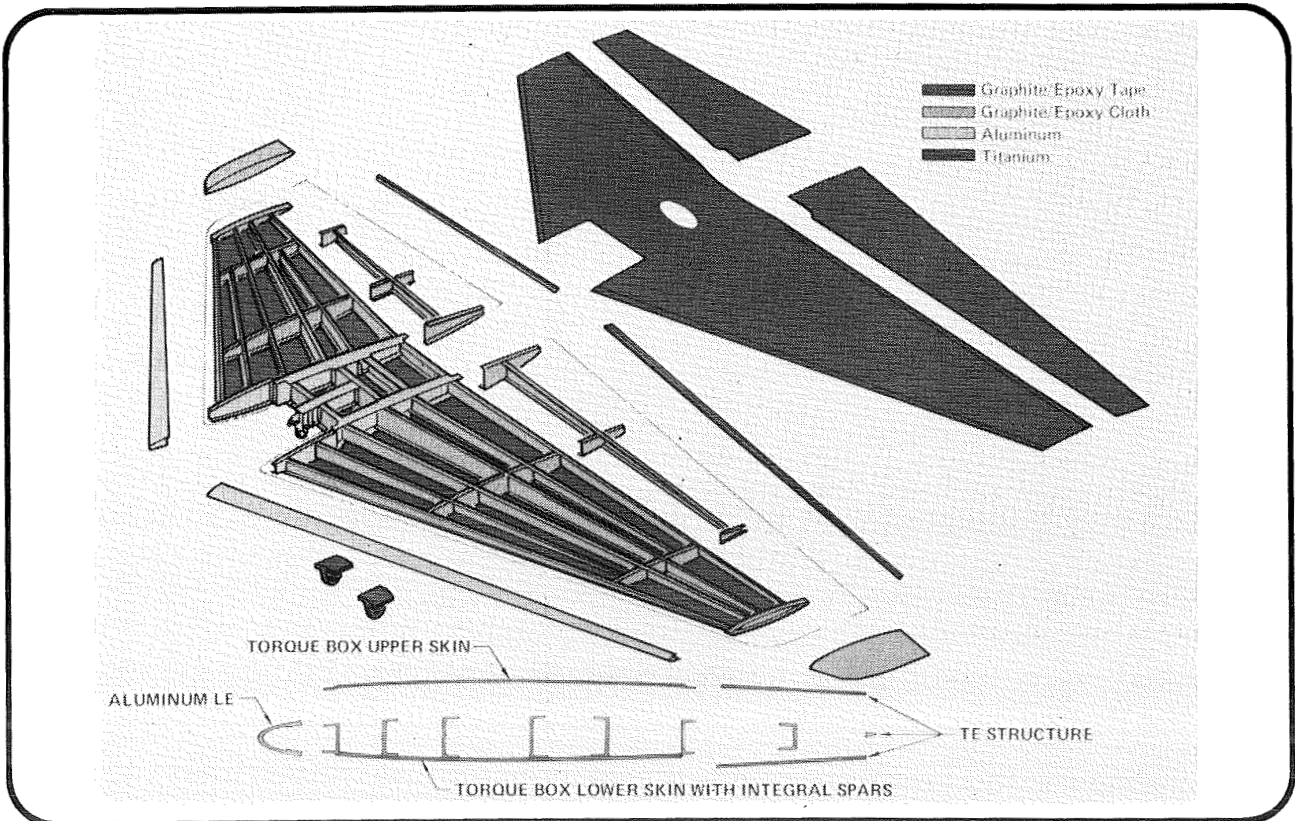 Graphite/Epoxy Tape
Graphite/Epoxy Cloth
Aluminum
Titanium
TORQUE BOX UPPER SKIN
ALUMINUM LE
TE STRUCTURE
TORQUE BOX LOWER SKIN WITH INTEGRAL SPARS